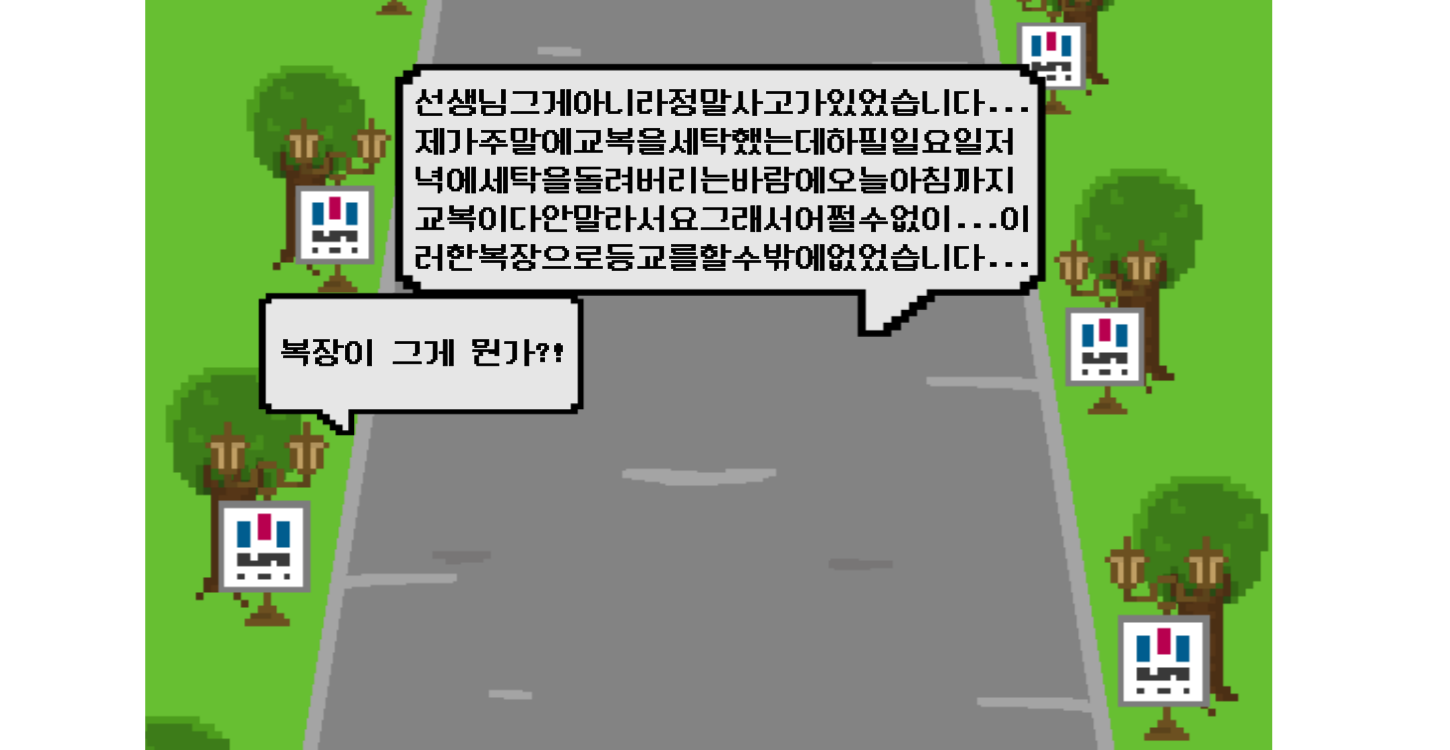 선생님그게아니라정말사고가있었습니다...
제가주말에교복을세탁했는데하필일요일저
녁에세탁을돌려버리는바람에오늘아침까지
교복이다안말라서요그래서어쩔수없이...이
러한복장으로등교를할수밖에없었습니다...
복장이 그게 뭔가?!